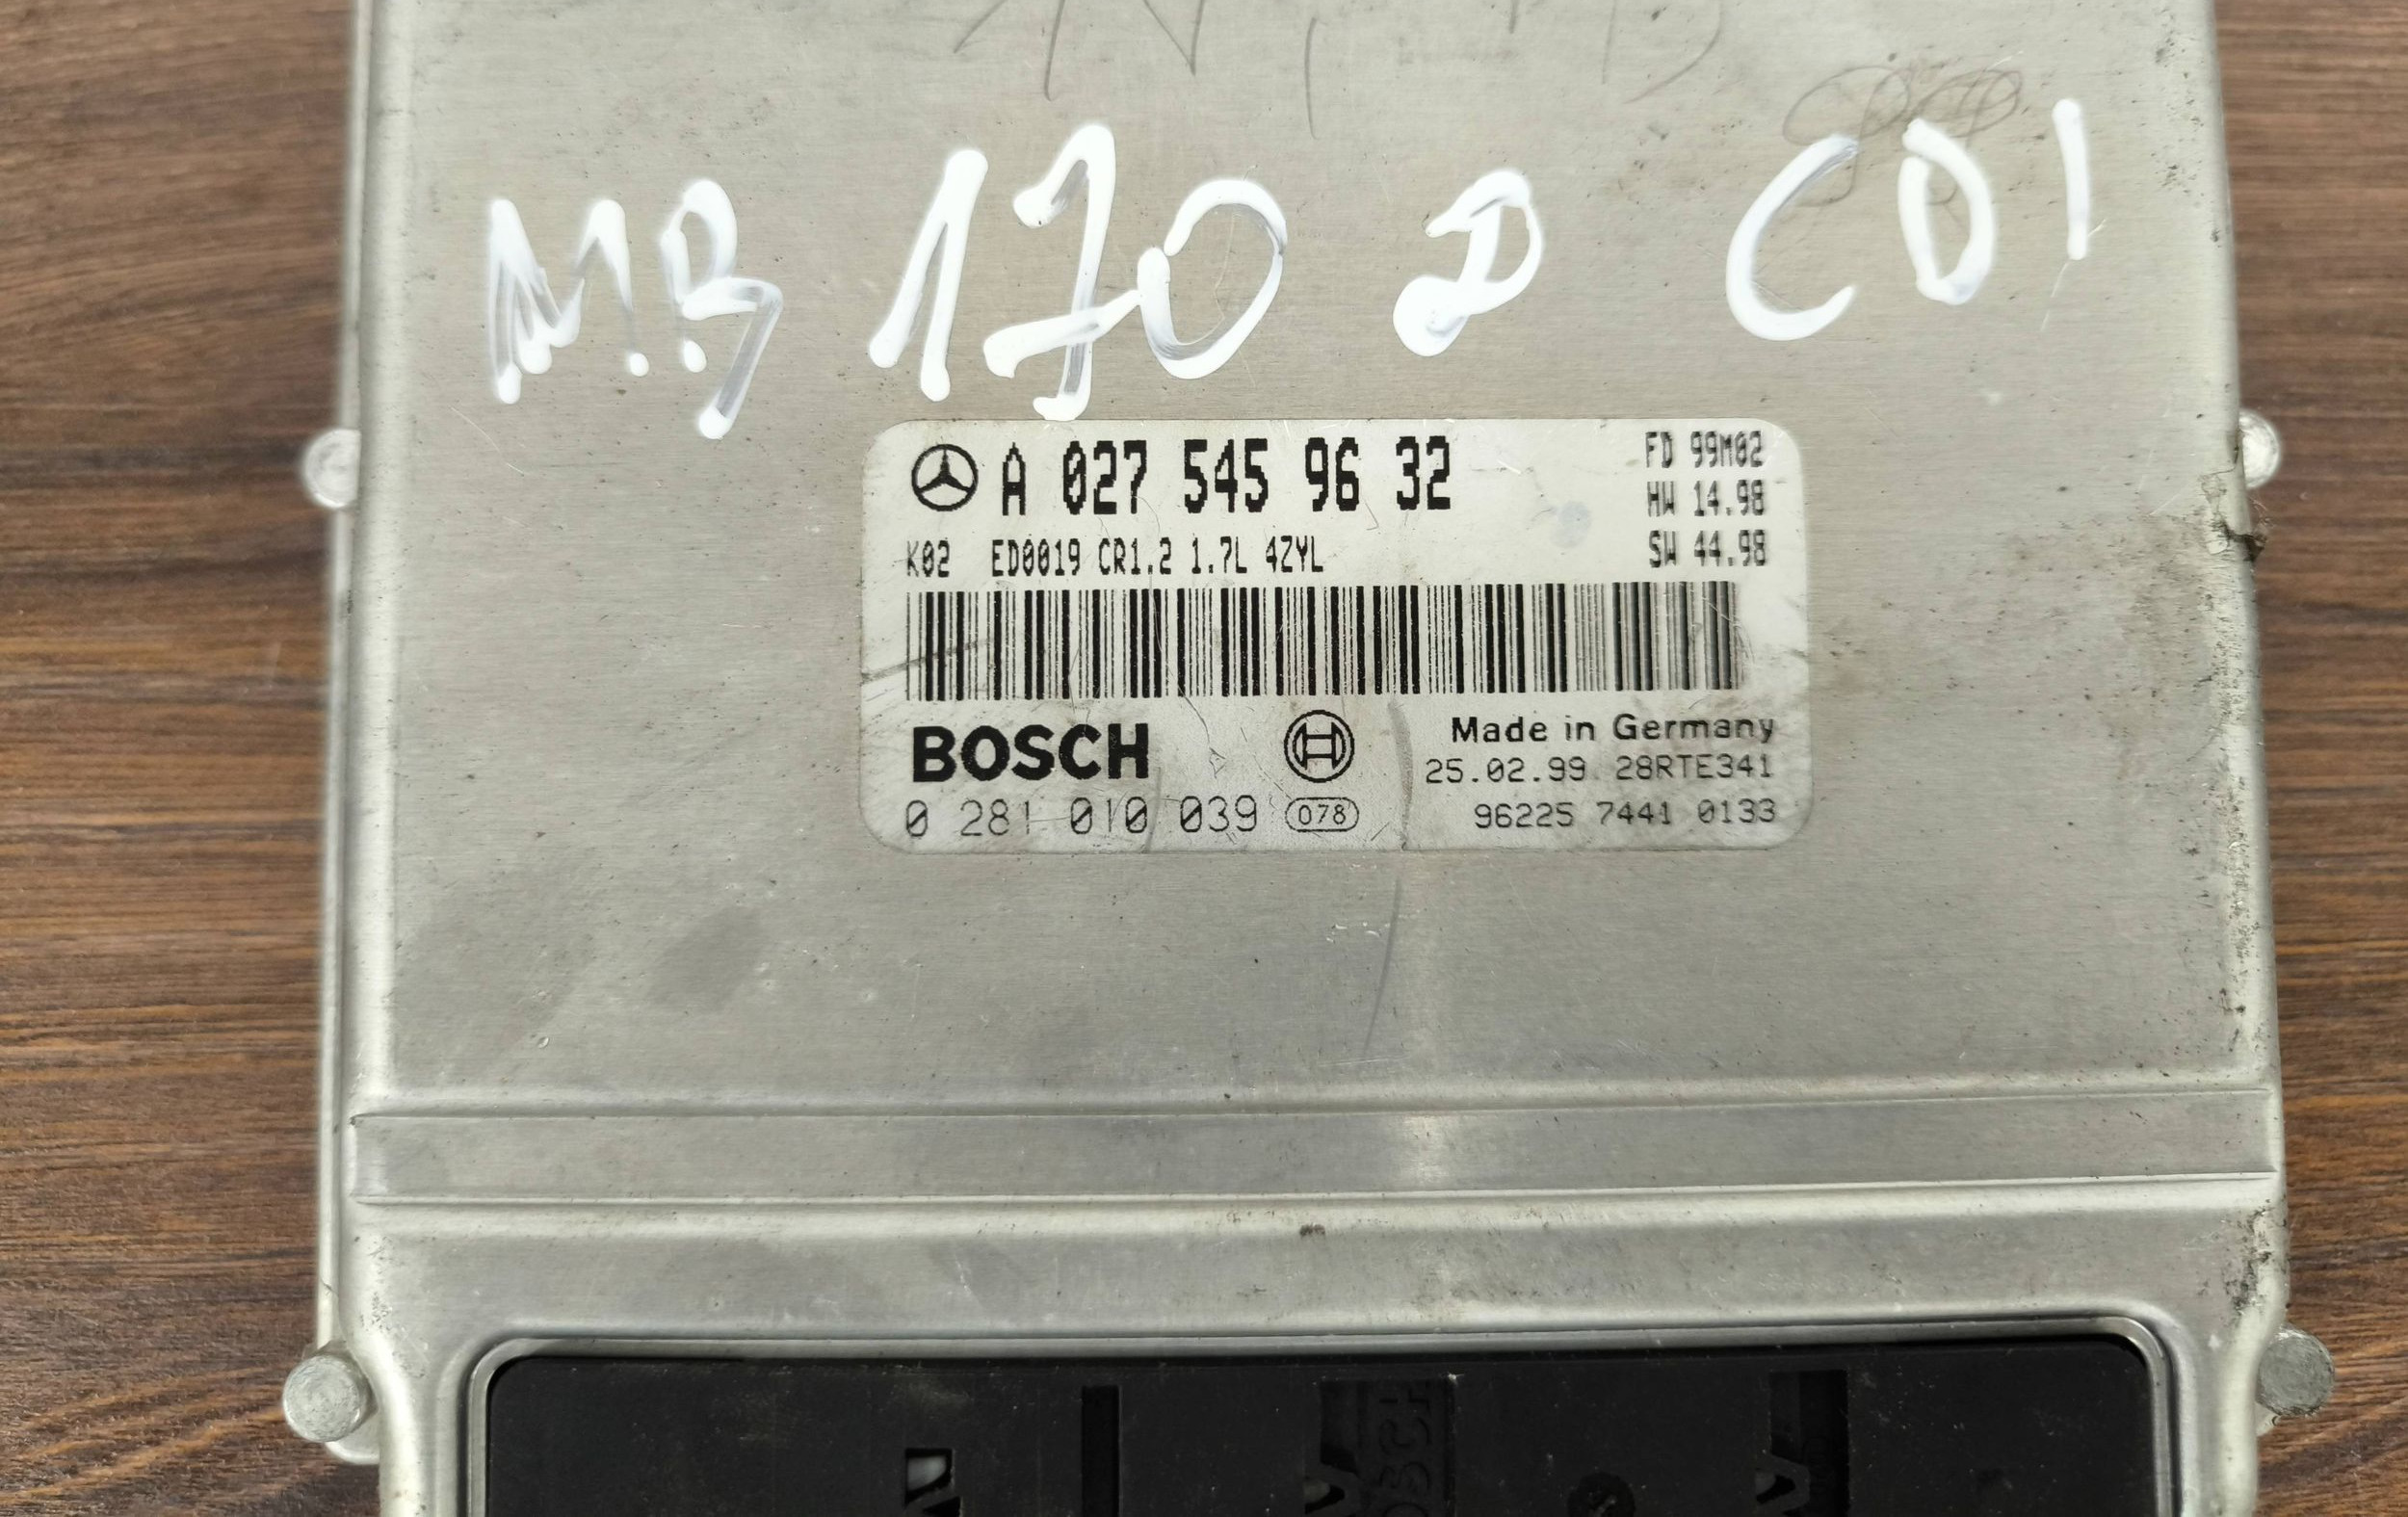 MB 170 D CDI
A 027 545 96 32
FD 99M02
HW 14.98
K02 ED0019 CR1.2 1.7L 4ZYL
SW 44.98
BOSCH
Made in Germany
25.02.99 28RTE341
0 281 010 039 078
96225 7441 0133